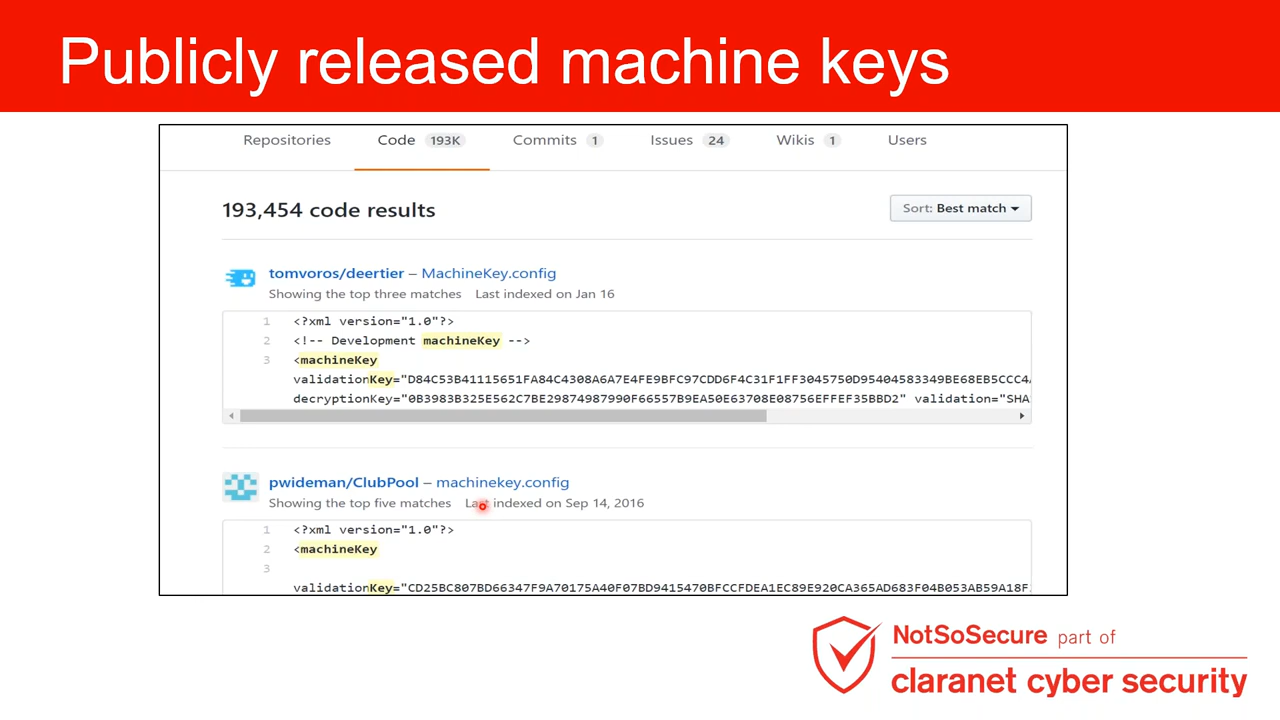 Publicly released machine keys
Repositories Code 193K Commits 1 Issues 24 Wikis 1 Users
193,454 code results
Sort: Best match
tomvoros/deertier – MachineKey.config
Showing the top three matches Last indexed on Jan 16
1 <?xml version="1.0"?>
2 <!-- Development machineKey -->
3 <machineKey
validationKey="D84C53B41115651FA84C4308A6A7E4FE9BFC97CDD6F4C31F1FF3045750D95404583349BE68EB5CCC4
decryptionKey="0B3983B325E562C7BE29874987990F66557B9EA50E63708E08756EFFEF35BBD2" validation="SHA
pwideman/ClubPool – machinekey.config
Showing the top five matches Last indexed on Sep 14, 2016
1 <?xml version="1.0"?>
2 <machineKey
3
validationKey="CD25BC807BD66347F9A70175A40F07BD9415470BFCCFDEA1EC89E920CA365AD683F04B053AB59A18F
NotSoSecure part of
claranet cyber security